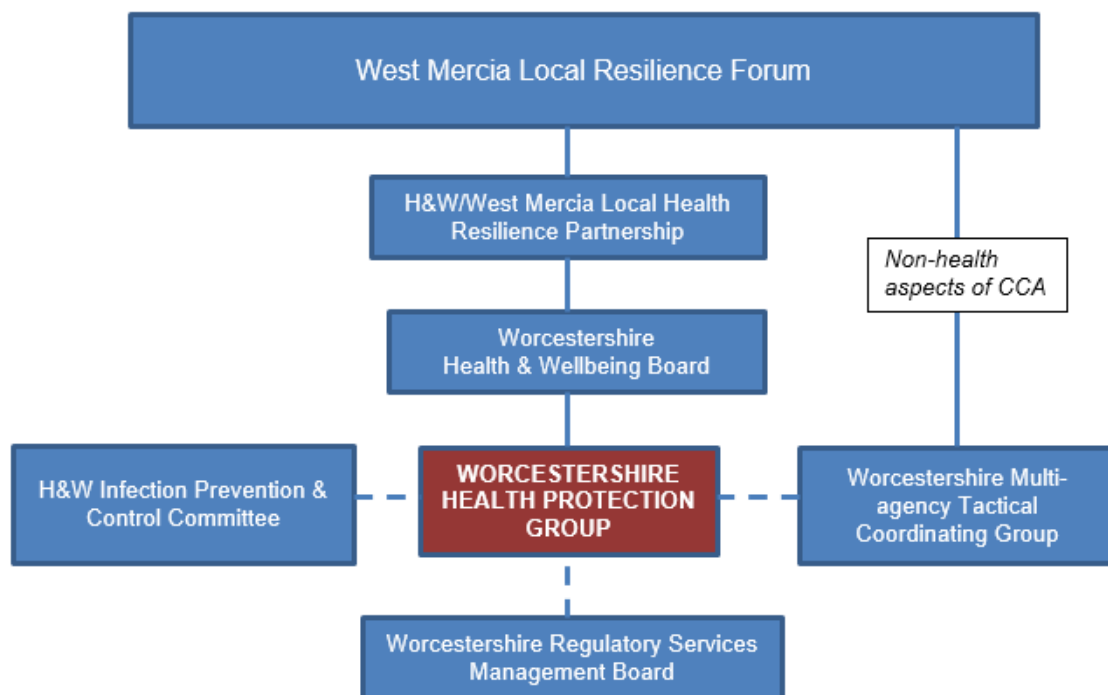 West Mercia Local Resilience Forum
H&W/West Mercia Local Health
Resilience Partnership
Non-health
aspects of CCA
Worcestershire
Health & Wellbeing Board
H&W Infection Prevention &
Control Committee
WORCESTERSHIRE
HEALTH PROTECTION
GROUP
Worcestershire Multi-
agency Tactical
Coordinating Group
Worcestershire Regulatory Services
Management Board